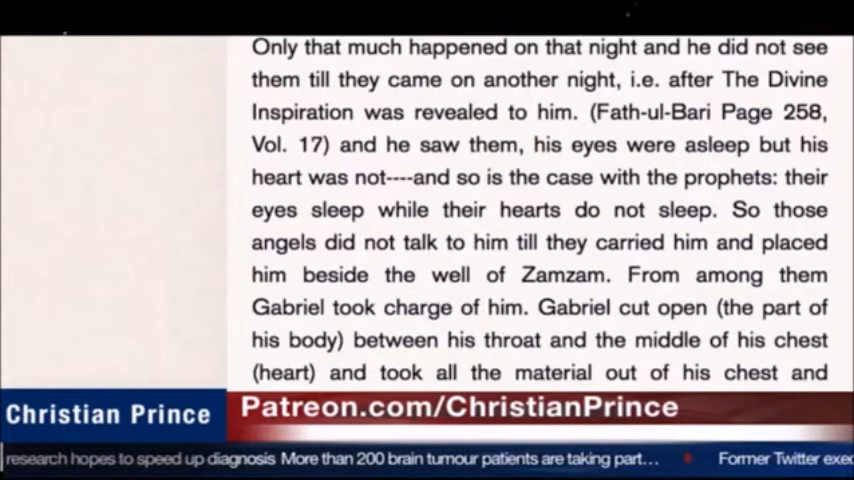 Only that much happened on that night and he did not see
them till they came on another night, i.e. after The Divine
Inspiration was revealed to him. (Fath-ul-Bari Page 258,
Vol. 17) and he saw them, his eyes were asleep but his
heart was not----and so is the case with the prophets: their
eyes sleep while their hearts do not sleep. So those
angels did not talk to him till they carried him and placed
him beside the well of Zamzam. From among them
Gabriel took charge of him. Gabriel cut open (the part of
his body) between his throat and the middle of his chest
(heart) and took all the material out of his chest and
Christian Prince
Patreon.com/ChristianPrince
research hopes to speed up diagnosis More than 200 brain tumour patients are taking part... Former Twitter exec